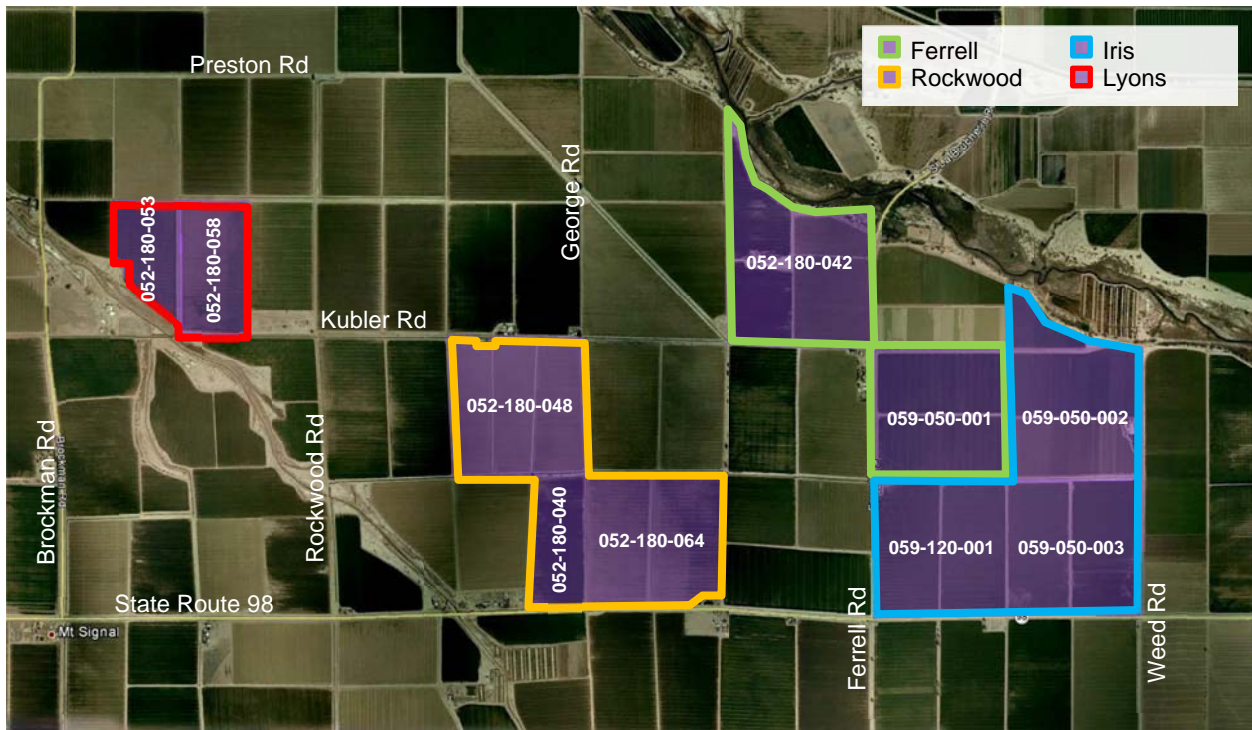 Ferrell
Iris
Rockwood
Lyons
Preston Rd
George Rd
052-180-053
052-180-058
052-180-042
Kubler Rd
052-180-048
059-050-001
059-050-002
Brockman Rd
Brockman Rd
Rockwood Rd
052-180-040
052-180-064
059-120-001
059-050-003
State Route 98
Mt Signal
Ferrell Rd
Weed Rd